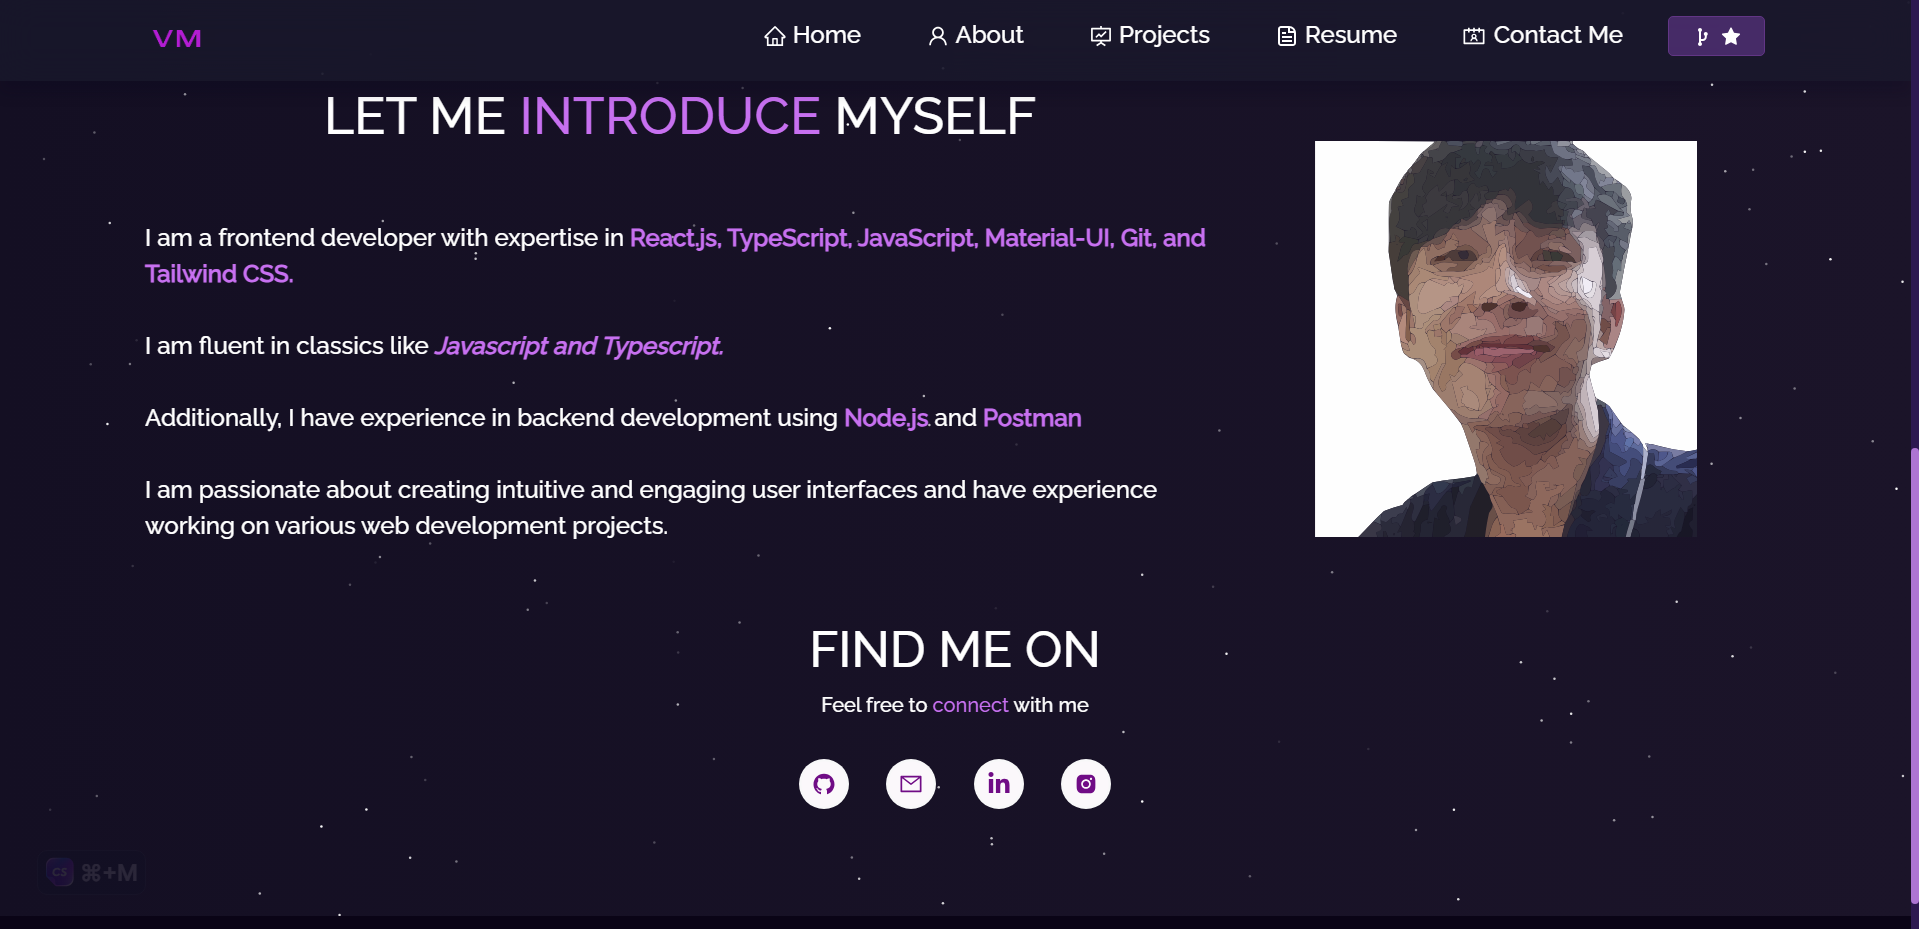 VM
Home
About
Projects
Resume
Contact Me
LET ME INTRODUCE MYSELF
I am a frontend developer with expertise in React.js, TypeScript, JavaScript, Material-UI, Git, and
Tailwind CSS.
I am fluent in classics like Javascript and Typescript.
Additionally, I have experience in backend development using Node.js and Postman
I am passionate about creating intuitive and engaging user interfaces and have experience
working on various web development projects.
FIND ME ON
Feel free to connect with me
in
CS ⌘+M